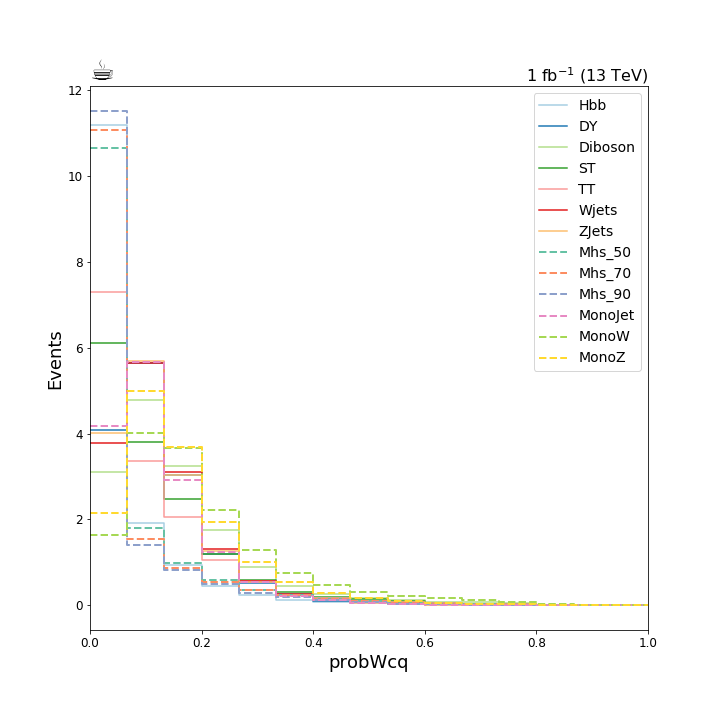 ☕ 1 fb⁻¹ (13 TeV)
12
10
8
6
4
2
0
Events
Hbb
DY
Diboson
ST
TT
Wjets
ZJets
Mhs_50
Mhs_70
Mhs_90
MonoJet
MonoW
MonoZ
0.0 0.2 0.4 0.6 0.8 1.0
probWcq